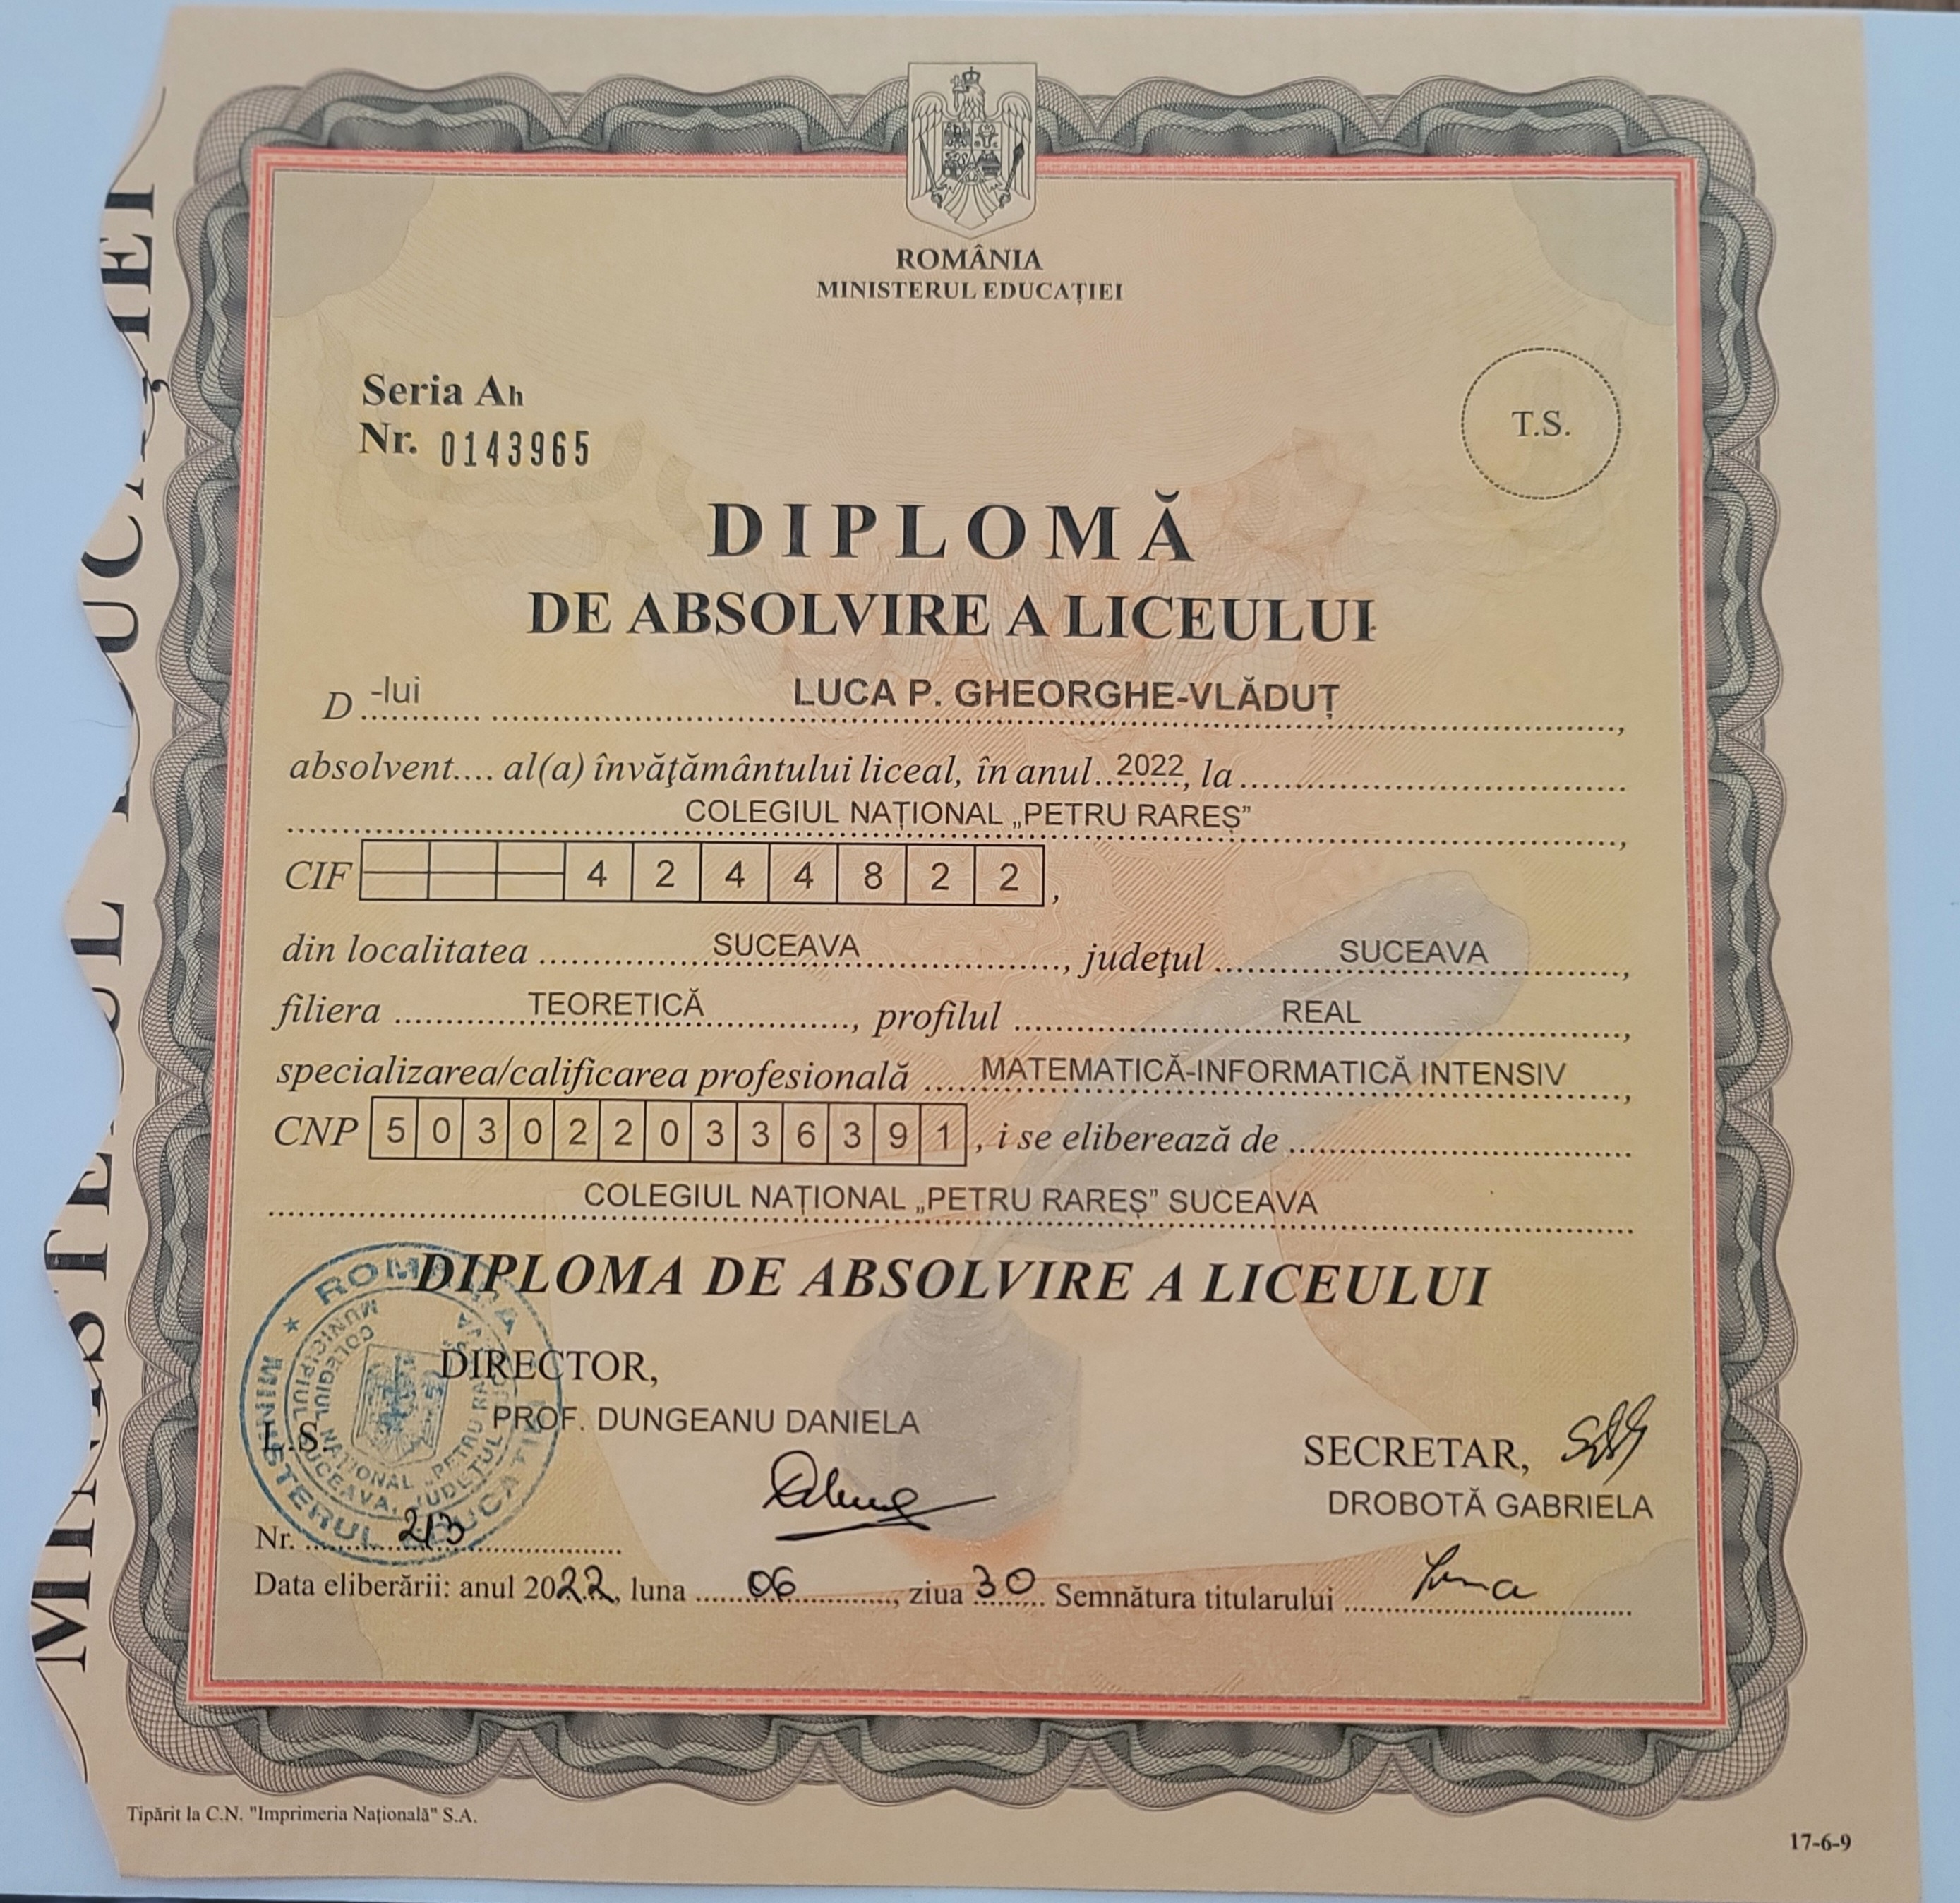 ROMÂNIA
MINISTERUL EDUCAȚIEI
Seria Ah
Nr. 0143965
T.S.
DIPLOMĂ
DE ABSOLVIRE A LICEULUI
D -lui LUCA P. GHEORGHE-VLĂDUȚ,
absolvent.... al(a) învăţământului liceal, în anul 2022, la
COLEGIUL NAȚIONAL „PETRU RAREȘ”,
CIF 4 2 4 4 8 2 2,
din localitatea SUCEAVA, judeţul SUCEAVA,
filiera TEORETICĂ, profilul REAL,
specializarea/calificarea profesională MATEMATICĂ-INFORMATICĂ INTENSIV,
CNP 5 0 3 0 2 2 0 3 3 6 3 9 1, i se eliberează de
COLEGIUL NAȚIONAL „PETRU RAREȘ” SUCEAVA
DIPLOMA DE ABSOLVIRE A LICEULUI
DIRECTOR,
PROF. DUNGEANU DANIELA
L.S.
ROMÂNIA
MINISTERUL EDUCAȚIEI
COLEGIUL NAȚIONAL „PETRU RAREȘ”
MUNICIPIUL SUCEAVA, JUDEȚUL SUCEAVA
SECRETAR,
DROBOTĂ GABRIELA
Nr. 213
Data eliberării: anul 2022, luna 06, ziua 30 Semnătura titularului Luca
Tipărit la C.N. "Imprimeria Naţională" S.A.
17-6-9